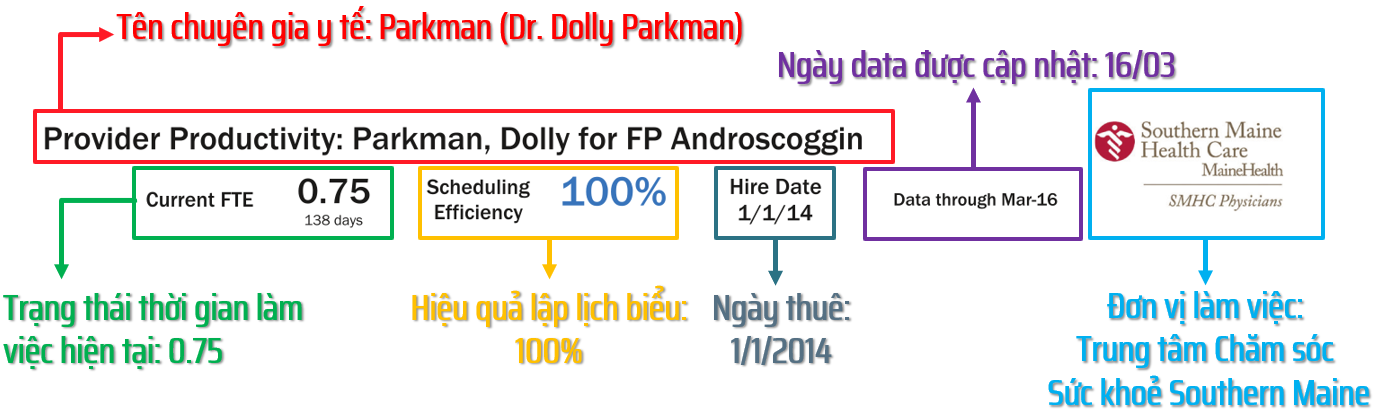 Tên chuyên gia y tế: Parkman (Dr. Dolly Parkman)
Ngày data được cập nhật: 16/03
Provider Productivity: Parkman, Dolly for FP Androscoggin
Southern Maine
Health Care
MaineHealth
SMHC Physicians
Current FTE
0.75
138 days
Scheduling
Efficiency
100%
Hire Date
1/1/14
Data through Mar-16
Trạng thái thời gian làm
việc hiện tại: 0.75
Hiệu quả lập lịch biểu:
100%
Ngày thuê:
1/1/2014
Đơn vị làm việc:
Trung tâm Chăm sóc
Sức khoẻ Southern Maine